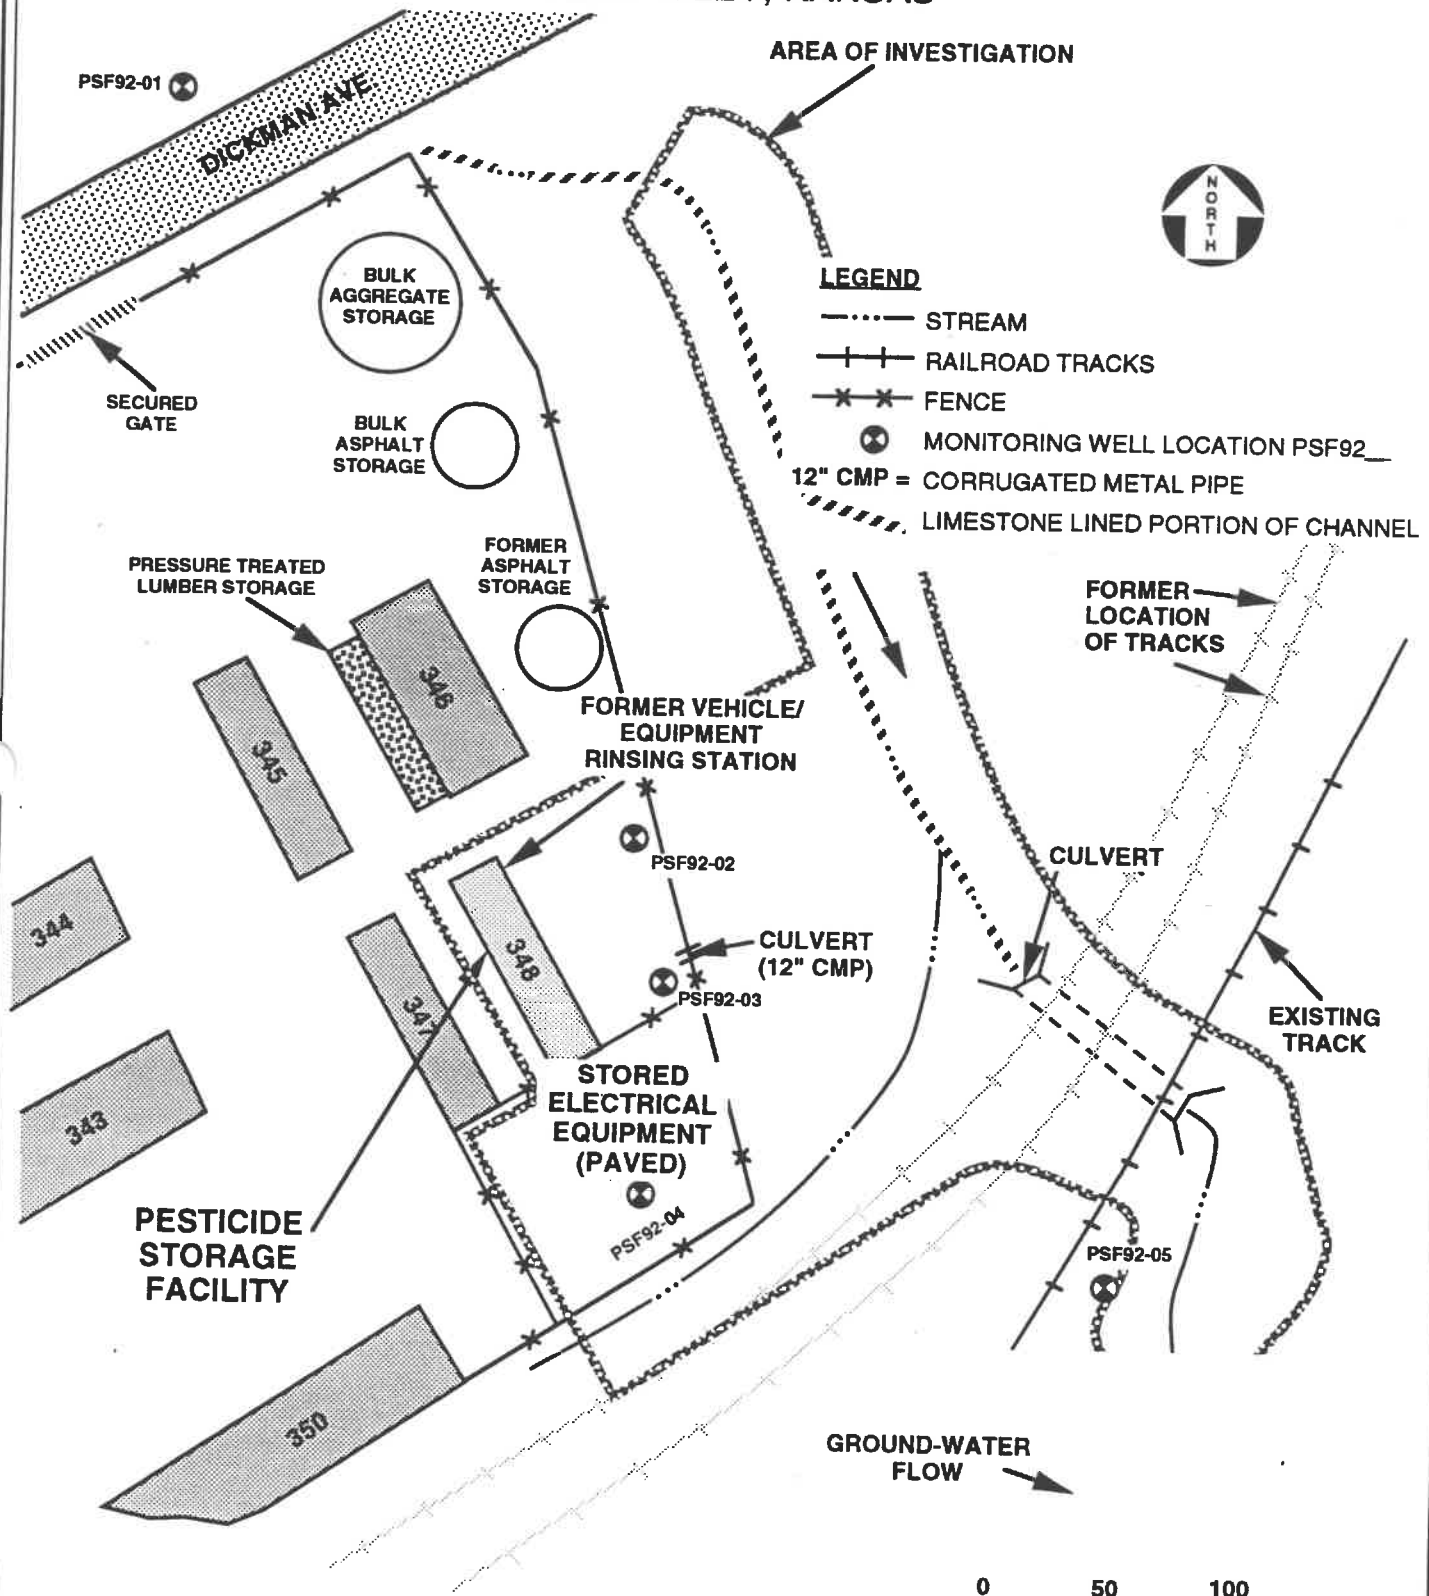 AREA OF INVESTIGATION
PSF92-01
DICKMAN AVE
NORTH
BULK
AGGREGATE
STORAGE
LEGEND
STREAM
RAILROAD TRACKS
FENCE
MONITORING WELL LOCATION PSF92__
12" CMP = CORRUGATED METAL PIPE
LIMESTONE LINED PORTION OF CHANNEL
SECURED
GATE
BULK
ASPHALT
STORAGE
FORMER
ASPHALT
STORAGE
PRESSURE TREATED
LUMBER STORAGE
FORMER
LOCATION
OF TRACKS
346
345
FORMER VEHICLE/
EQUIPMENT
RINSING STATION
PSF92-02
CULVERT
344
348
CULVERT
(12" CMP)
PSF92-03
347
EXISTING
TRACK
343
STORED
ELECTRICAL
EQUIPMENT
(PAVED)
PSF92-04
PESTICIDE
STORAGE
FACILITY
PSF92-05
350
GROUND-WATER
FLOW
0 50 100